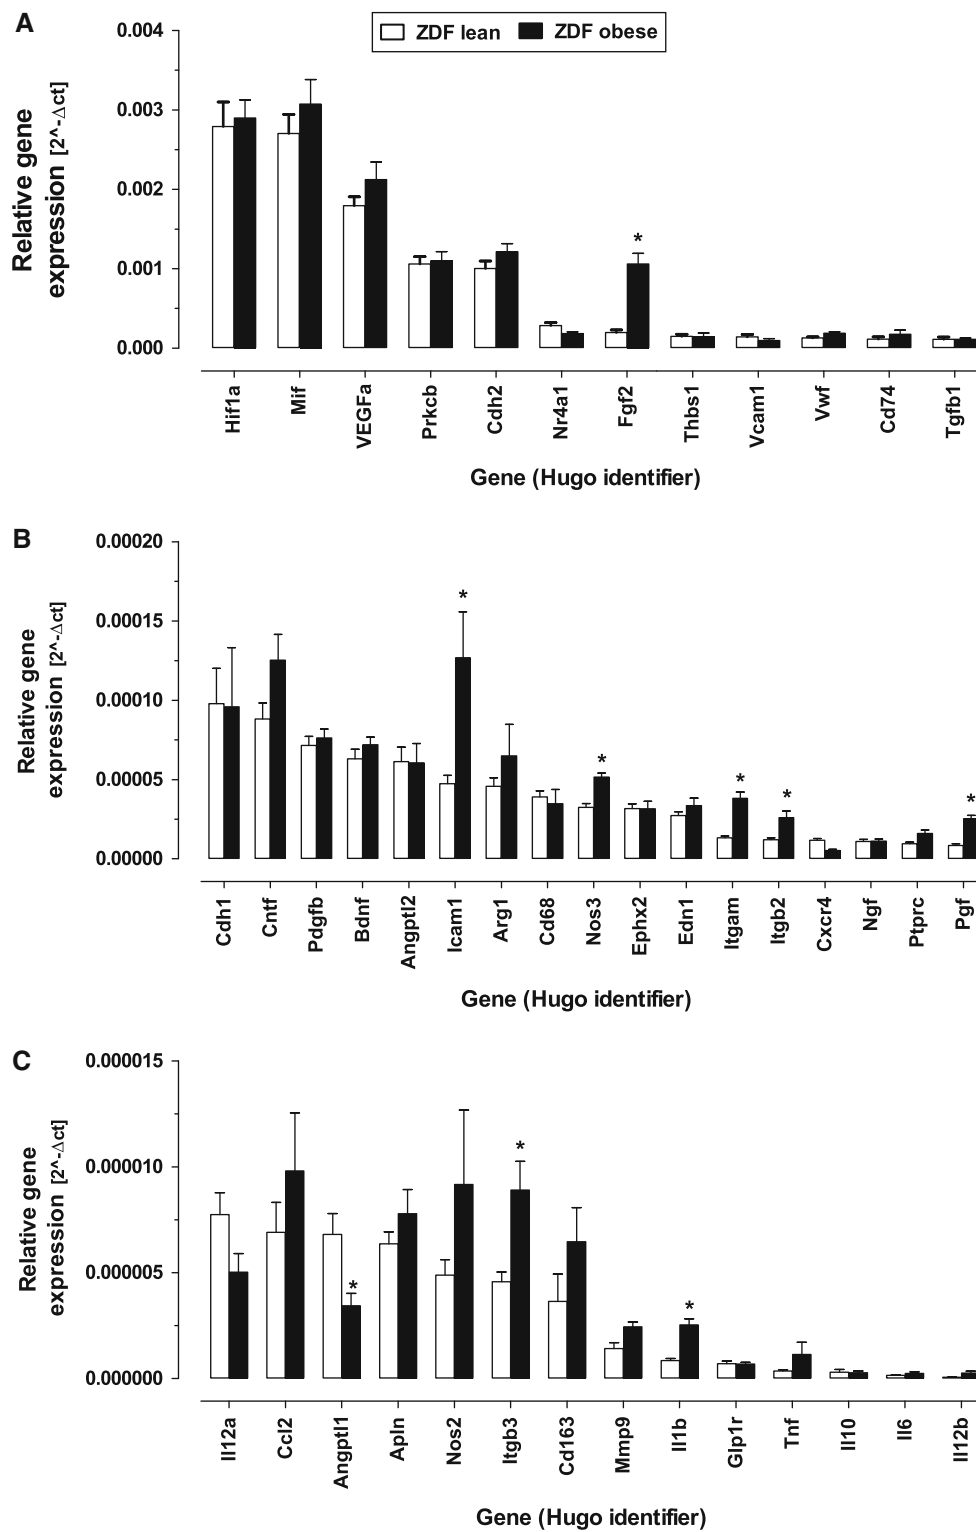 A
ZDF lean ZDF obese
0.004
0.003
0.002
0.001
0.000
Relative gene
expression [2^-Δct]
*
Hif1a Mif VEGFa Prkcb Cdh2 Nr4a1 Fgf2 Thbs1 Vcam1 Vwf Cd74 Tgfb1
Gene (Hugo identifier)
B
0.00020
0.00015
0.00010
0.00005
0.00000
Relative gene
expression [2^-Δct]
* * * * *
Cdh1 Cntf Pdgfb Bdnf Angptl2 Icam1 Arg1 Cd68 Nos3 Ephx2 Edn1 Itgam Itgb2 Cxcr4 Ngf Ptprc Pgf
Gene (Hugo identifier)
C
0.000015
0.000010
0.000005
0.000000
Relative gene
expression [2^-Δct]
* * *
Il12a Ccl2 Angptl1 Apln Nos2 Itgb3 Cd163 Mmp9 Il1b Glp1r Tnf Il10 Il6 Il12b
Gene (Hugo identifier)